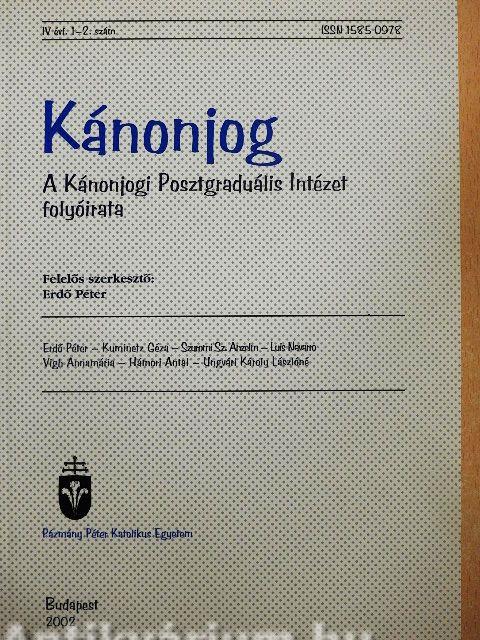 IV évf. 1–2. szám ISSN 1585 0978
Kánonjog
A Kánonjogi Posztgraduális Intézet
folyóirata
Felelős szerkesztő:
Erdő Péter
Erdő Péter – Kuminetz Géza – Szuromi Sz. Anzelm – Luis Navarro
Vígh Annamária – Hámori Antal – Ungvári Károly Lászlóné
Pázmány Péter Katolikus Egyetem
Budapest
2002
Antikvarium.hu